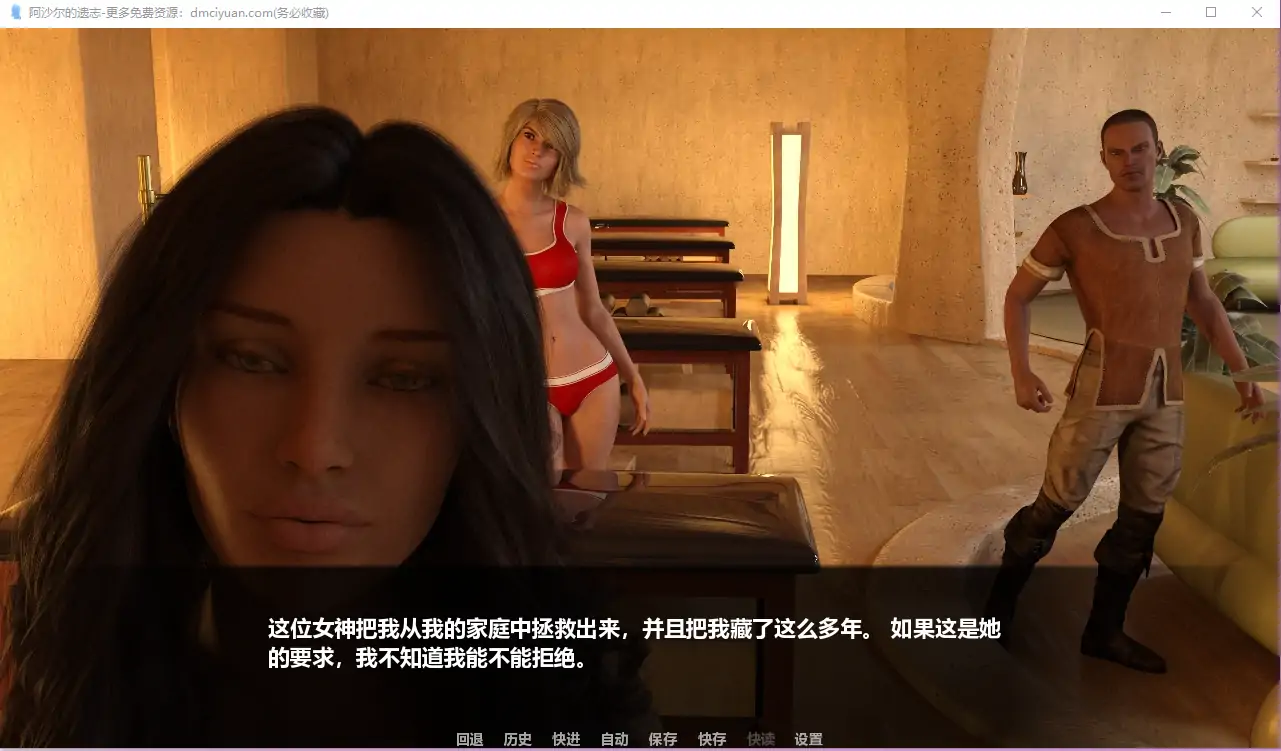 阿沙尔的遗志-更多免费资源：dmciyuan.com(务必收藏)
这位女神把我从我的家庭中拯救出来，并且把我藏了这么多年。 如果这是她
的要求，我不知道我能不能拒绝。
回退 历史 快进 自动 保存 快存 快读 设置